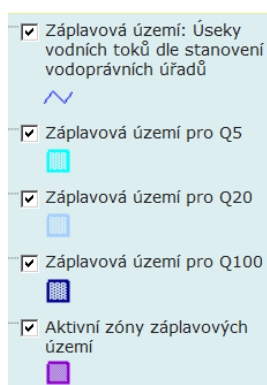 Záplavová území: Úseky
vodních toků dle stanovení
vodoprávních úřadů
Záplavová území pro Q5
Záplavová území pro Q20
Záplavová území pro Q100
Aktivní zóny záplavových
území